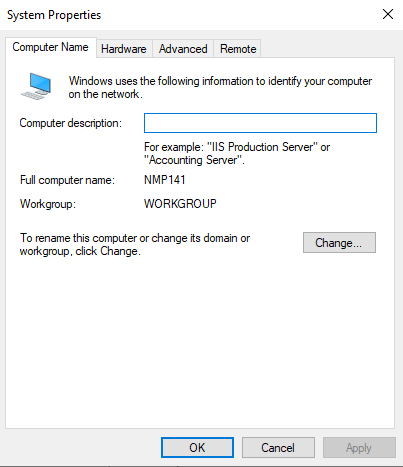 System Properties
Computer Name Hardware Advanced Remote
Windows uses the following information to identify your computer
on the network.
Computer description:
For example: "IIS Production Server" or
"Accounting Server".
Full computer name: NMP141
Workgroup: WORKGROUP
To rename this computer or change its domain or
workgroup, click Change.
Change...
OK Cancel Apply